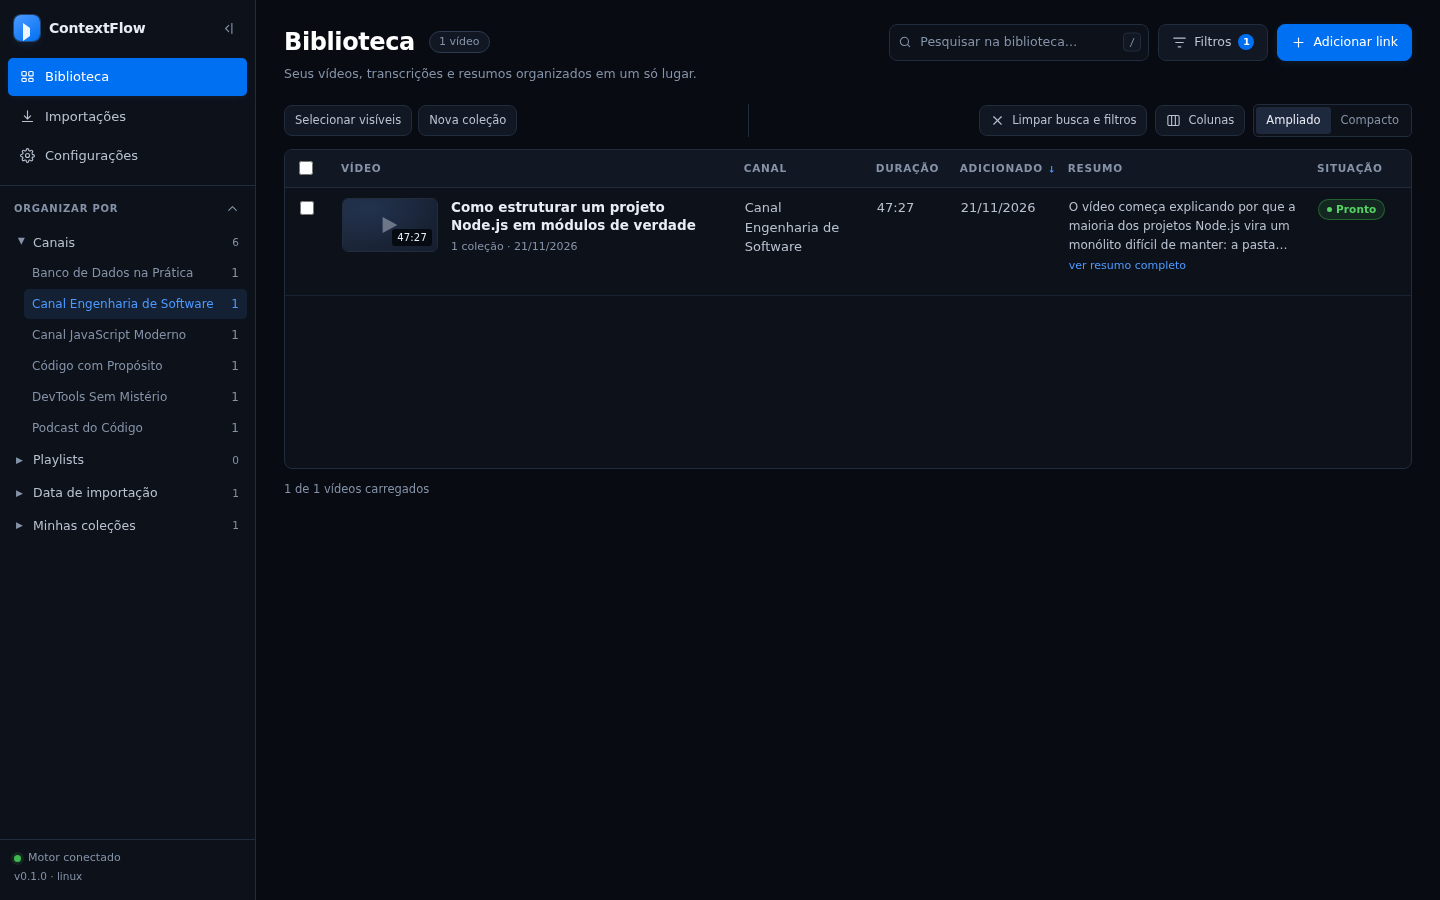 ContextFlow
Biblioteca
Importações
Configurações
ORGANIZAR POR
Canais 6
Banco de Dados na Prática 1
Canal Engenharia de Software 1
Canal JavaScript Moderno 1
Código com Propósito 1
DevTools Sem Mistério 1
Podcast do Código 1
Playlists 0
Data de importação 1
Minhas coleções 1
Motor conectado
v0.1.0 · linux
Biblioteca 1 vídeo
Pesquisar na biblioteca… /
Filtros 1
Adicionar link
Seus vídeos, transcrições e resumos organizados em um só lugar.
Selecionar visíveis
Nova coleção
Limpar busca e filtros
Colunas
Ampliado
Compacto
VÍDEO CANAL DURAÇÃO ADICIONADO ↓ RESUMO SITUAÇÃO
47:27
Como estruturar um projeto
Node.js em módulos de verdade
1 coleção · 21/11/2026
Canal
Engenharia de
Software
47:27
21/11/2026
O vídeo começa explicando por que a
maioria dos projetos Node.js vira um
monólito difícil de manter: a pasta…
ver resumo completo
Pronto
1 de 1 vídeos carregados